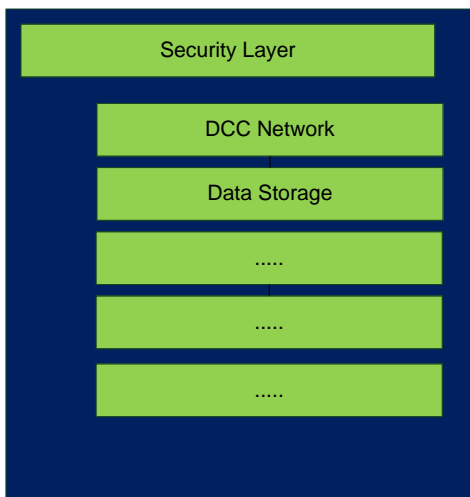 Security Layer
DCC Network
Data Storage
.....
.....
.....